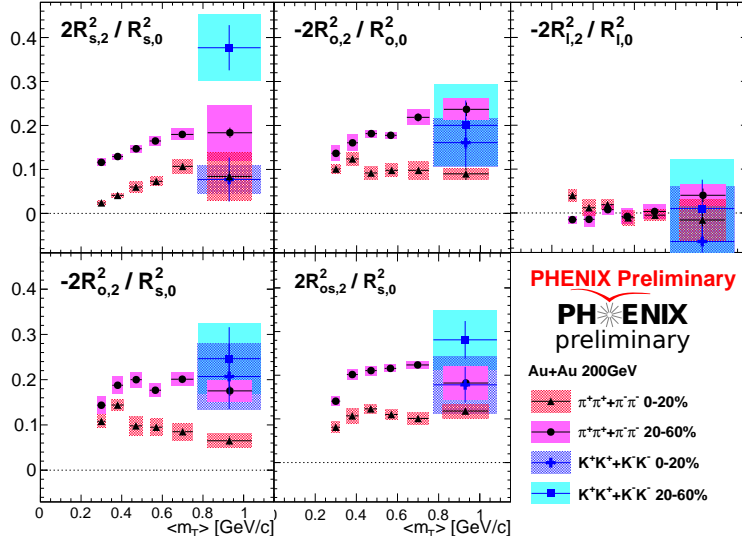 2R²s,2 / R²s,0
-2R²o,2 / R²o,0
-2R²l,2 / R²l,0
0.4
0.3
0.2
0.1
0
-2R²o,2 / R²s,0
2R²os,2 / R²s,0
0.4
0.3
0.2
0.1
0
0 0.2 0.4 0.6 0.8 1
<mT> [GeV/c]
0.2 0.4 0.6 0.8 1
<mT> [GeV/c]
PHENIX Preliminary
PHENIX
preliminary
Au+Au 200GeV
π⁺π⁺+π⁻π⁻ 0-20%
π⁺π⁺+π⁻π⁻ 20-60%
K⁺K⁺+K⁻K⁻ 0-20%
K⁺K⁺+K⁻K⁻ 20-60%